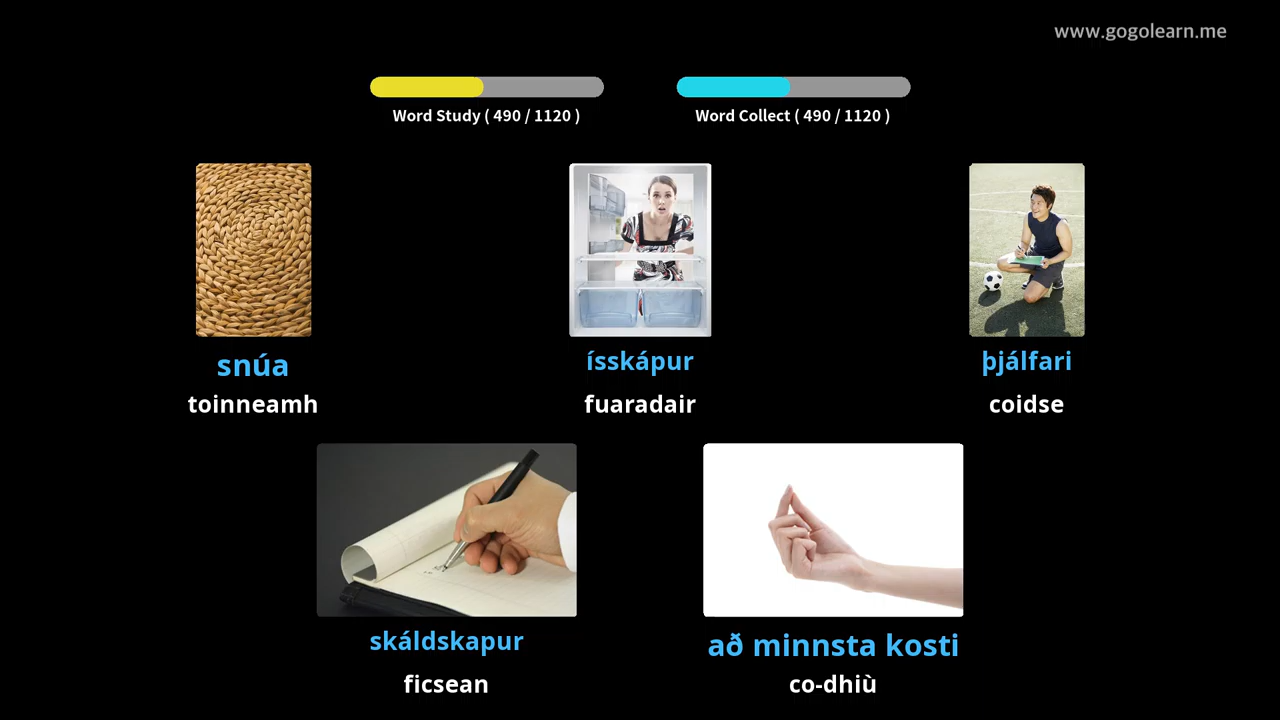 www.gogolearn.me
Word Study ( 490 / 1120 )
Word Collect ( 490 / 1120 )
snúa
toinneamh
ísskápur
fuaradair
þjálfari
coidse
skáldskapur
ficsean
að minnsta kosti
co-dhiù